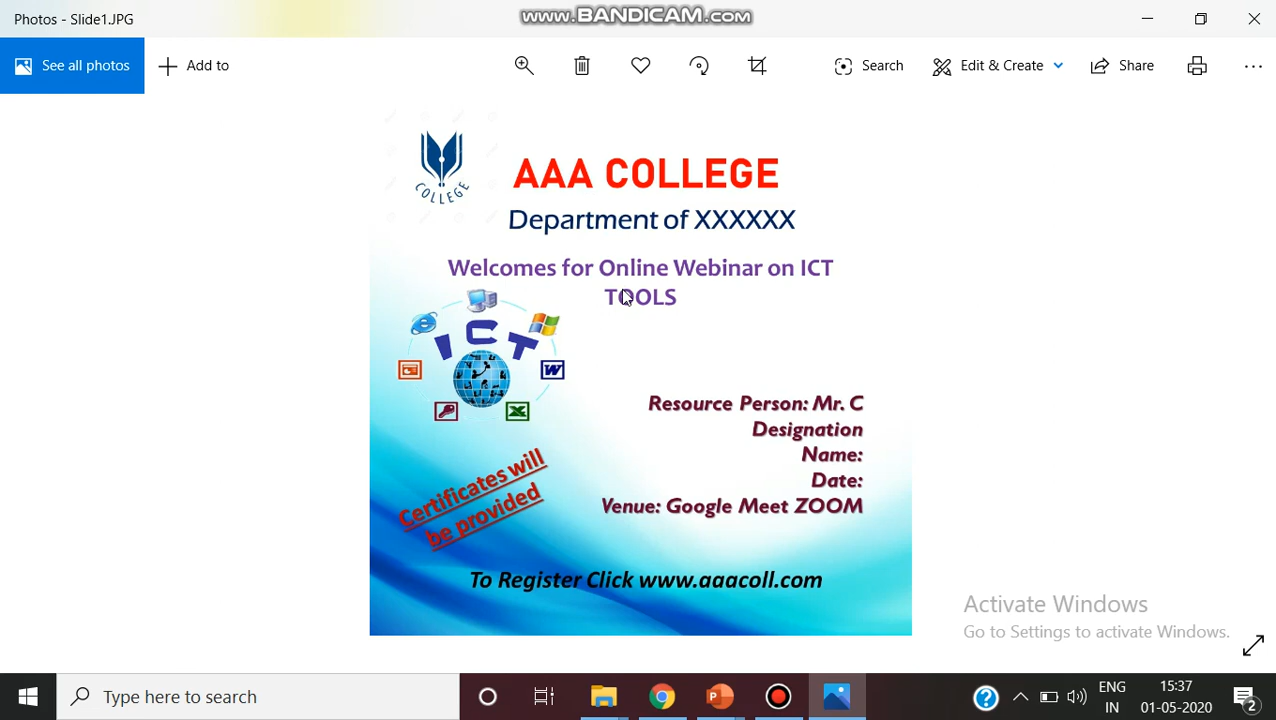 Photos - Slide1.JPG
www.BANDICAM.com
See all photos
Add to
Search
Edit & Create
Share
COLLEGE
AAA COLLEGE
Department of XXXXXX
Welcomes for Online Webinar on ICT
TOOLS
ICT
W
X
Resource Person: Mr. C
Designation
Name:
Date:
Venue: Google Meet ZOOM
Certificates will
be provided
To Register Click www.aaacoll.com
Activate Windows
Go to Settings to activate Windows.
Type here to search
ENG
IN
15:37
01-05-2020
2